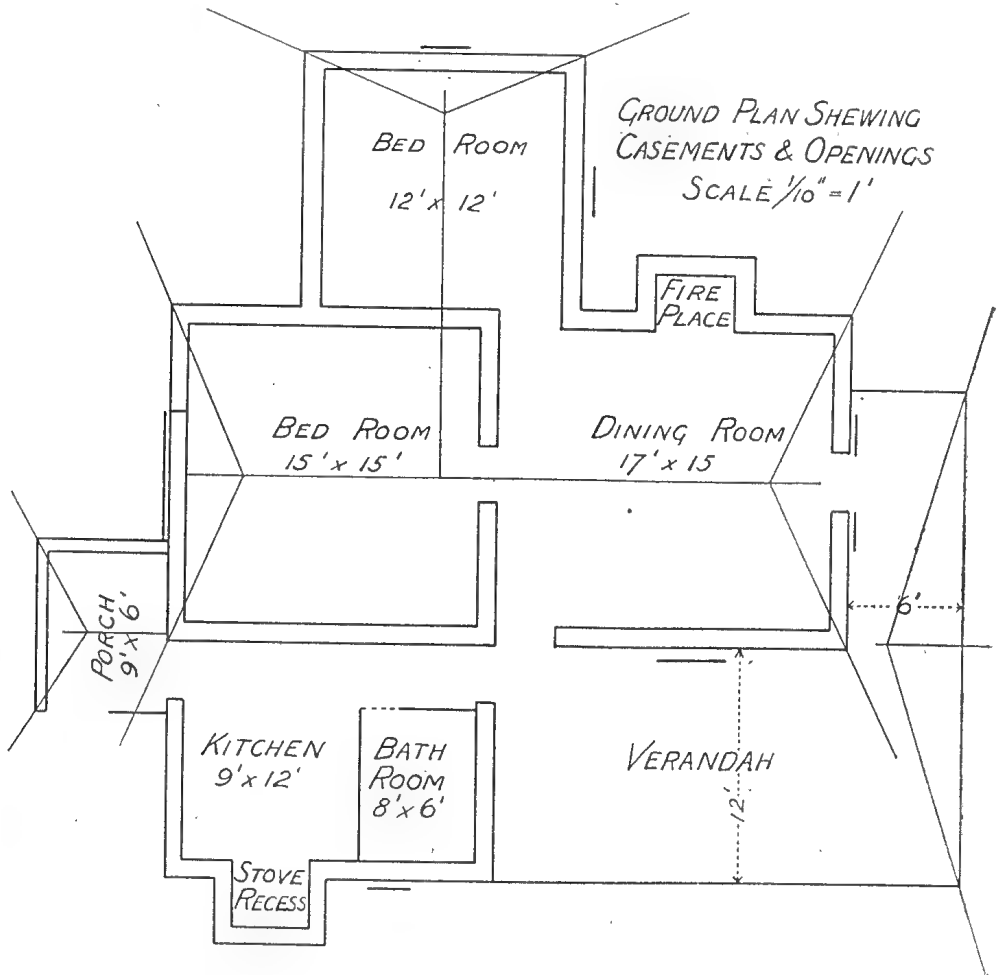 GROUND PLAN SHEWING
CASEMENTS & OPENINGS
SCALE 1/10" = 1'
BED ROOM
12' x 12'
FIRE
PLACE
BED ROOM
15' x 15'
DINING ROOM
17' x 15
PORCH
9' x 6'
6'
KITCHEN
9' x 12'
BATH
ROOM
8' x 6'
VERANDAH
12'
STOVE
RECESS